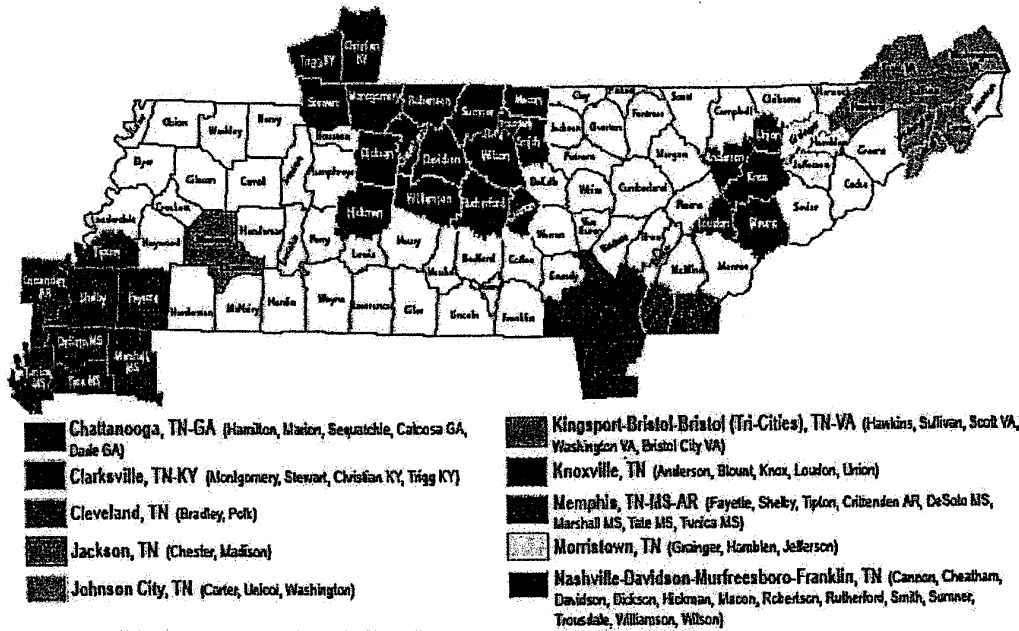 Trigg KY
Christian KY
Stewart
Montgomery
Robertson
Sumner
Macon
Clay
Scott
Campbell
Claiborne
Obion
Weakley
Henry
Houston
Jackson
Overton
Fentress
Union
Dickson
Davidson
Wilson
Smith
Putnam
Morgan
Anderson
Knox
Jefferson
Greene
Dyer
Gibson
Carroll
Humphreys
DeKalb
White
Cumberland
Roane
Cocke
Sevier
Crockett
Lauderdale
Haywood
Henderson
Hickman
Williamson
Rutherford
Perry
Lewis
Maury
Bedford
Coffee
Warren
Loudon
Blount
Tipton
Grundy
McMinn
Monroe
Crittenden AR
Shelby
Fayette
Hardeman
McNairy
Hardin
Wayne
Lawrence
Giles
Lincoln
Franklin
DeSoto MS
Marshall MS
Tunica MS
Tate MS
Chattanooga, TN-GA (Hamilton, Marion, Sequatchie, Catoosa GA,
Dade GA)
Clarksville, TN-KY (Montgomery, Stewart, Christian KY, Trigg KY)
Cleveland, TN (Bradley, Polk)
Jackson, TN (Chester, Madison)
Johnson City, TN (Carter, Unicoi, Washington)
Kingsport-Bristol-Bristol (Tri-Cities), TN-VA (Hawkins, Sullivan, Scott VA,
Washington VA, Bristol City VA)
Knoxville, TN (Anderson, Blount, Knox, Loudon, Union)
Memphis, TN-MS-AR (Fayette, Shelby, Tipton, Crittenden AR, DeSoto MS,
Marshall MS, Tate MS, Tunica MS)
Morristown, TN (Grainger, Hamblen, Jefferson)
Nashville-Davidson-Murfreesboro-Franklin, TN (Cannon, Cheatham,
Davidson, Dickson, Hickman, Macon, Robertson, Rutherford, Smith, Sumner,
Trousdale, Williamson, Wilson)